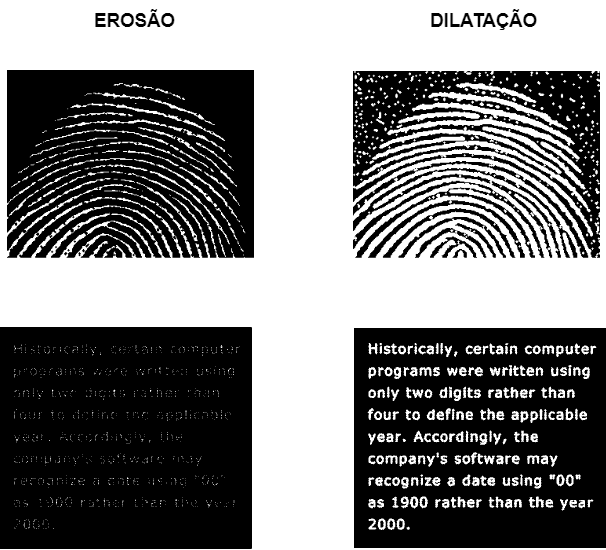 EROSÃO
DILATAÇÃO
Historically, certain computer
programs were written using
only two digits rather than
four to define the applicable
year. Accordingly, the
company's software may
recognize a date using "00"
as 1900 rather than the year
2000.
Historically, certain computer
programs were written using
only two digits rather than
four to define the applicable
year. Accordingly, the
company's software may
recognize a date using "00"
as 1900 rather than the year
2000.